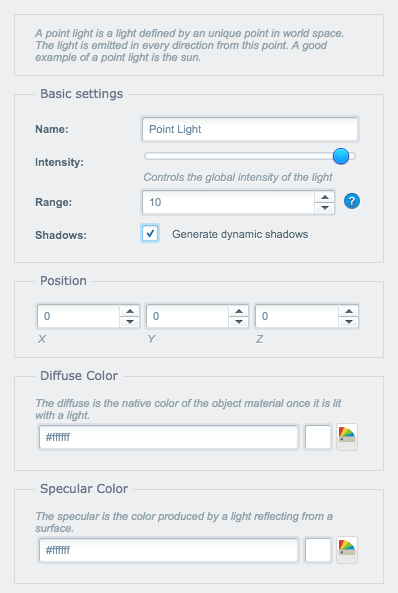 A point light is a light defined by an unique point in world space.
The light is emitted in every direction from this point. A good
example of a point light is the sun.
Basic settings
Name: Point Light
Intensity:
Controls the global intensity of the light
Range: 10 ?
Shadows: Generate dynamic shadows
Position
0 0 0
X Y Z
Diffuse Color
The diffuse is the native color of the object material once it is lit
with a light.
#ffffff
Specular Color
The specular is the color produced by a light reflecting from a
surface.
#ffffff